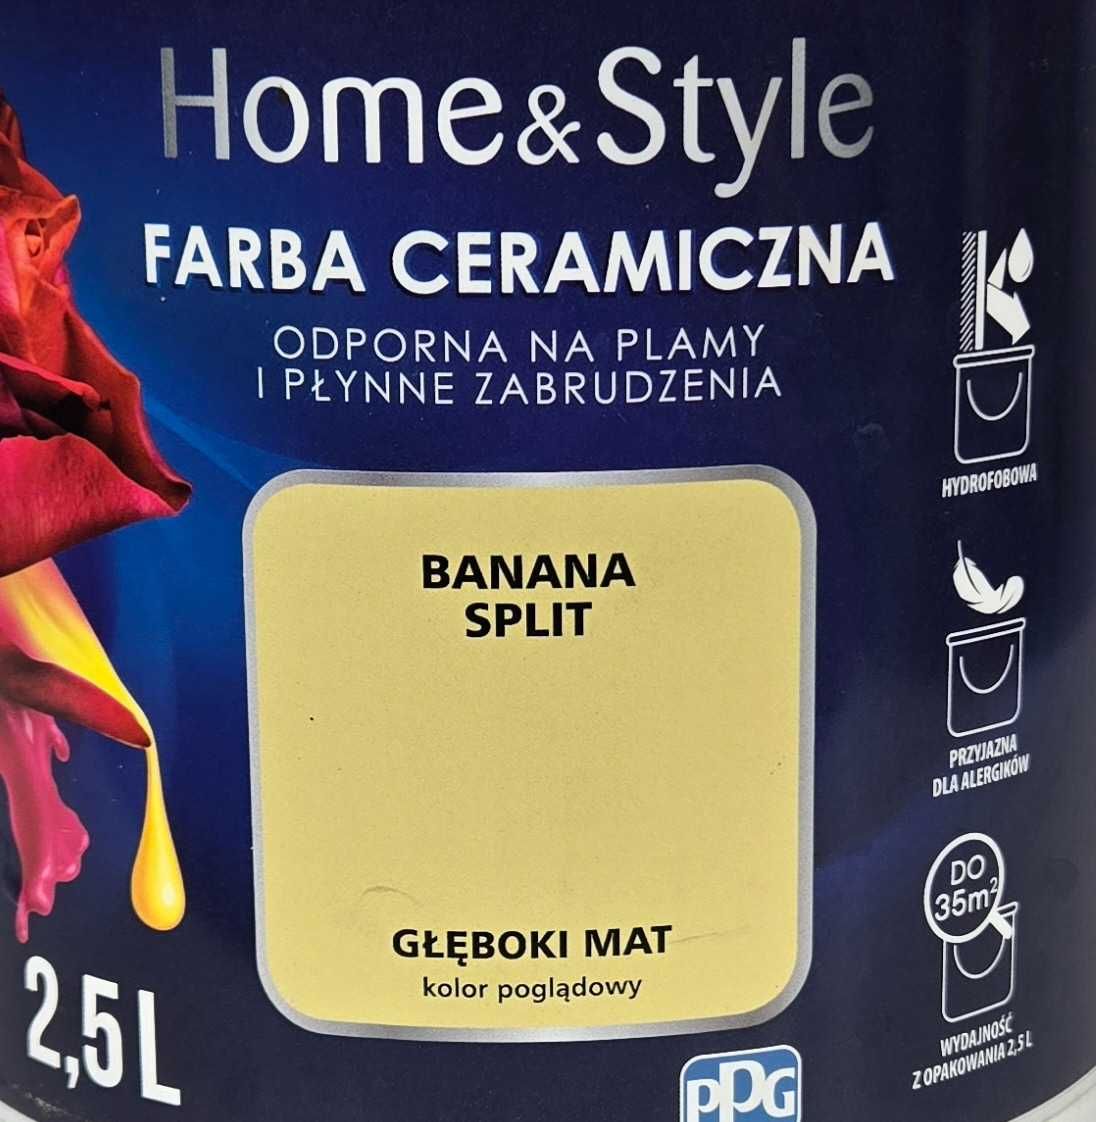 Home&Style
FARBA CERAMICZNA
ODPORNA NA PLAMY
I PŁYNNE ZABRUDZENIA
HYDROFOBOWA
BANANA
SPLIT
PRZYJAZNA
DLA ALERGIKÓW
DO
35m²
GŁĘBOKI MAT
kolor poglądowy
2,5 L
WYDAJNOŚĆ
Z OPAKOWANIA 2,5 L
PPG